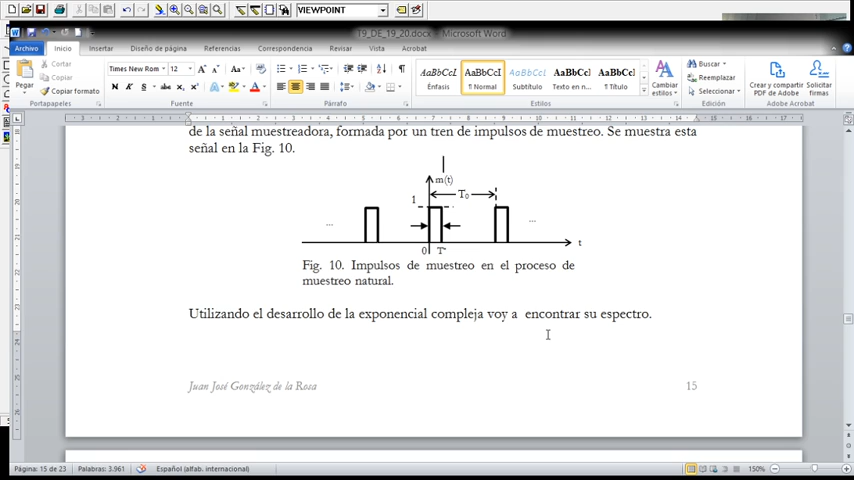 VIEWPOINT
T9_DE_19_20.docx - Microsoft Word
Archivo Inicio Insertar Diseño de página Referencias Correspondencia Revisar Vista Acrobat
Pegar
Cortar
Copiar
Copiar formato
Portapapeles
Times New Rom 12
Fuente
Párrafo
AaBbCcL AaBbCcI AaBbCcI AaBbCc AaBbCcI
Énfasis ¶ Normal Subtítulo Texto en n... ¶ Título
Cambiar estilos
Estilos
Buscar
Reemplazar
Seleccionar
Edición
Crear y compartir PDF de Adobe
Solicitar firmas
Adobe Acrobat
de la señal muestreadora, formada por un tren de impulsos de muestreo. Se muestra esta
señal en la Fig. 10.
m(t)
T₀
1
... ...
t
0 T
Fig. 10. Impulsos de muestreo en el proceso de
muestreo natural.
Utilizando el desarrollo de la exponencial compleja voy a encontrar su espectro.
Juan José González de la Rosa 15
Página: 15 de 23 Palabras: 3.961 Español (alfab. internacional) 150%